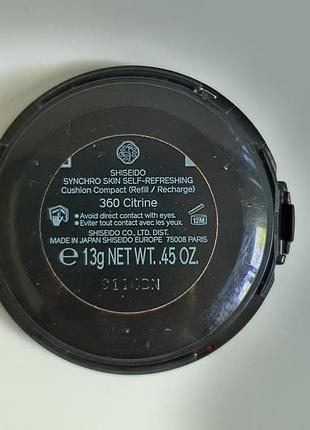 SHISEIDO
SYNCHRO SKIN SELF-REFRESHING
Cushion Compact (Refill / Recharge)
360 Citrine
●Avoid direct contact with eyes.
●Eviter tout contact avec les yeux.
12M
SHISEIDO CO., LTD. DIST.
MADE IN JAPAN SHISEIDO EUROPE 75008 PARIS
℮ 13g NET WT. .45 OZ.